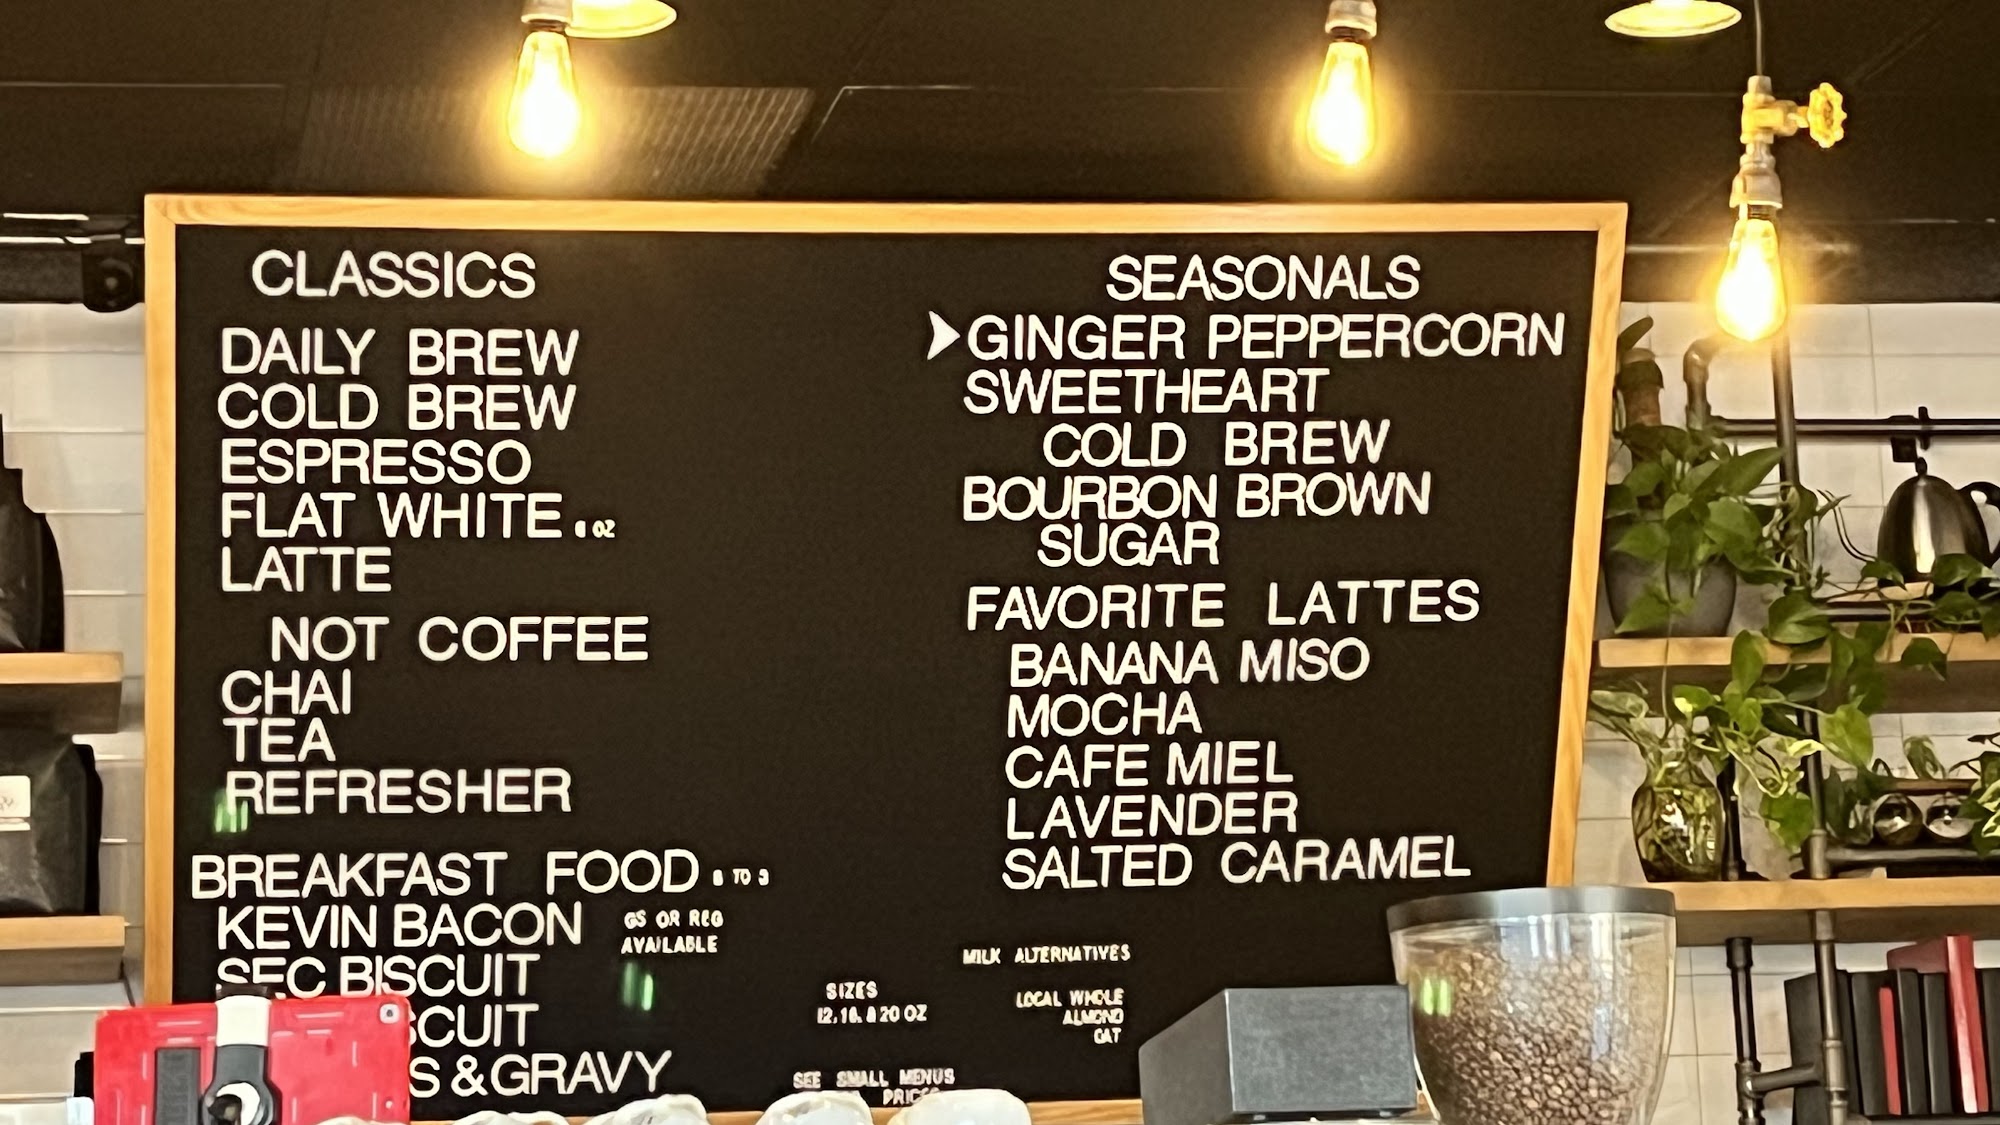 CLASSICS
DAILY BREW
COLD BREW
ESPRESSO
FLAT WHITE OZ
LATTE
NOT COFFEE
CHAI
TEA
REFRESHER
BREAKFAST FOOD TO
KEVIN BACON
GS OR REG
AVAILABLE
SEC BISCUIT
& GRAVY
SEASONALS
GINGER PEPPERCORN
SWEETHEART
COLD BREW
BOURBON BROWN
SUGAR
FAVORITE LATTES
BANANA MISO
MOCHA
CAFE MIEL
LAVENDER
SALTED CARAMEL
SIZES
12, 16, & 20 OZ
MILK ALTERNATIVES
LOCAL WHOLE
ALMOND
OAT
SEE SMALL MENUS